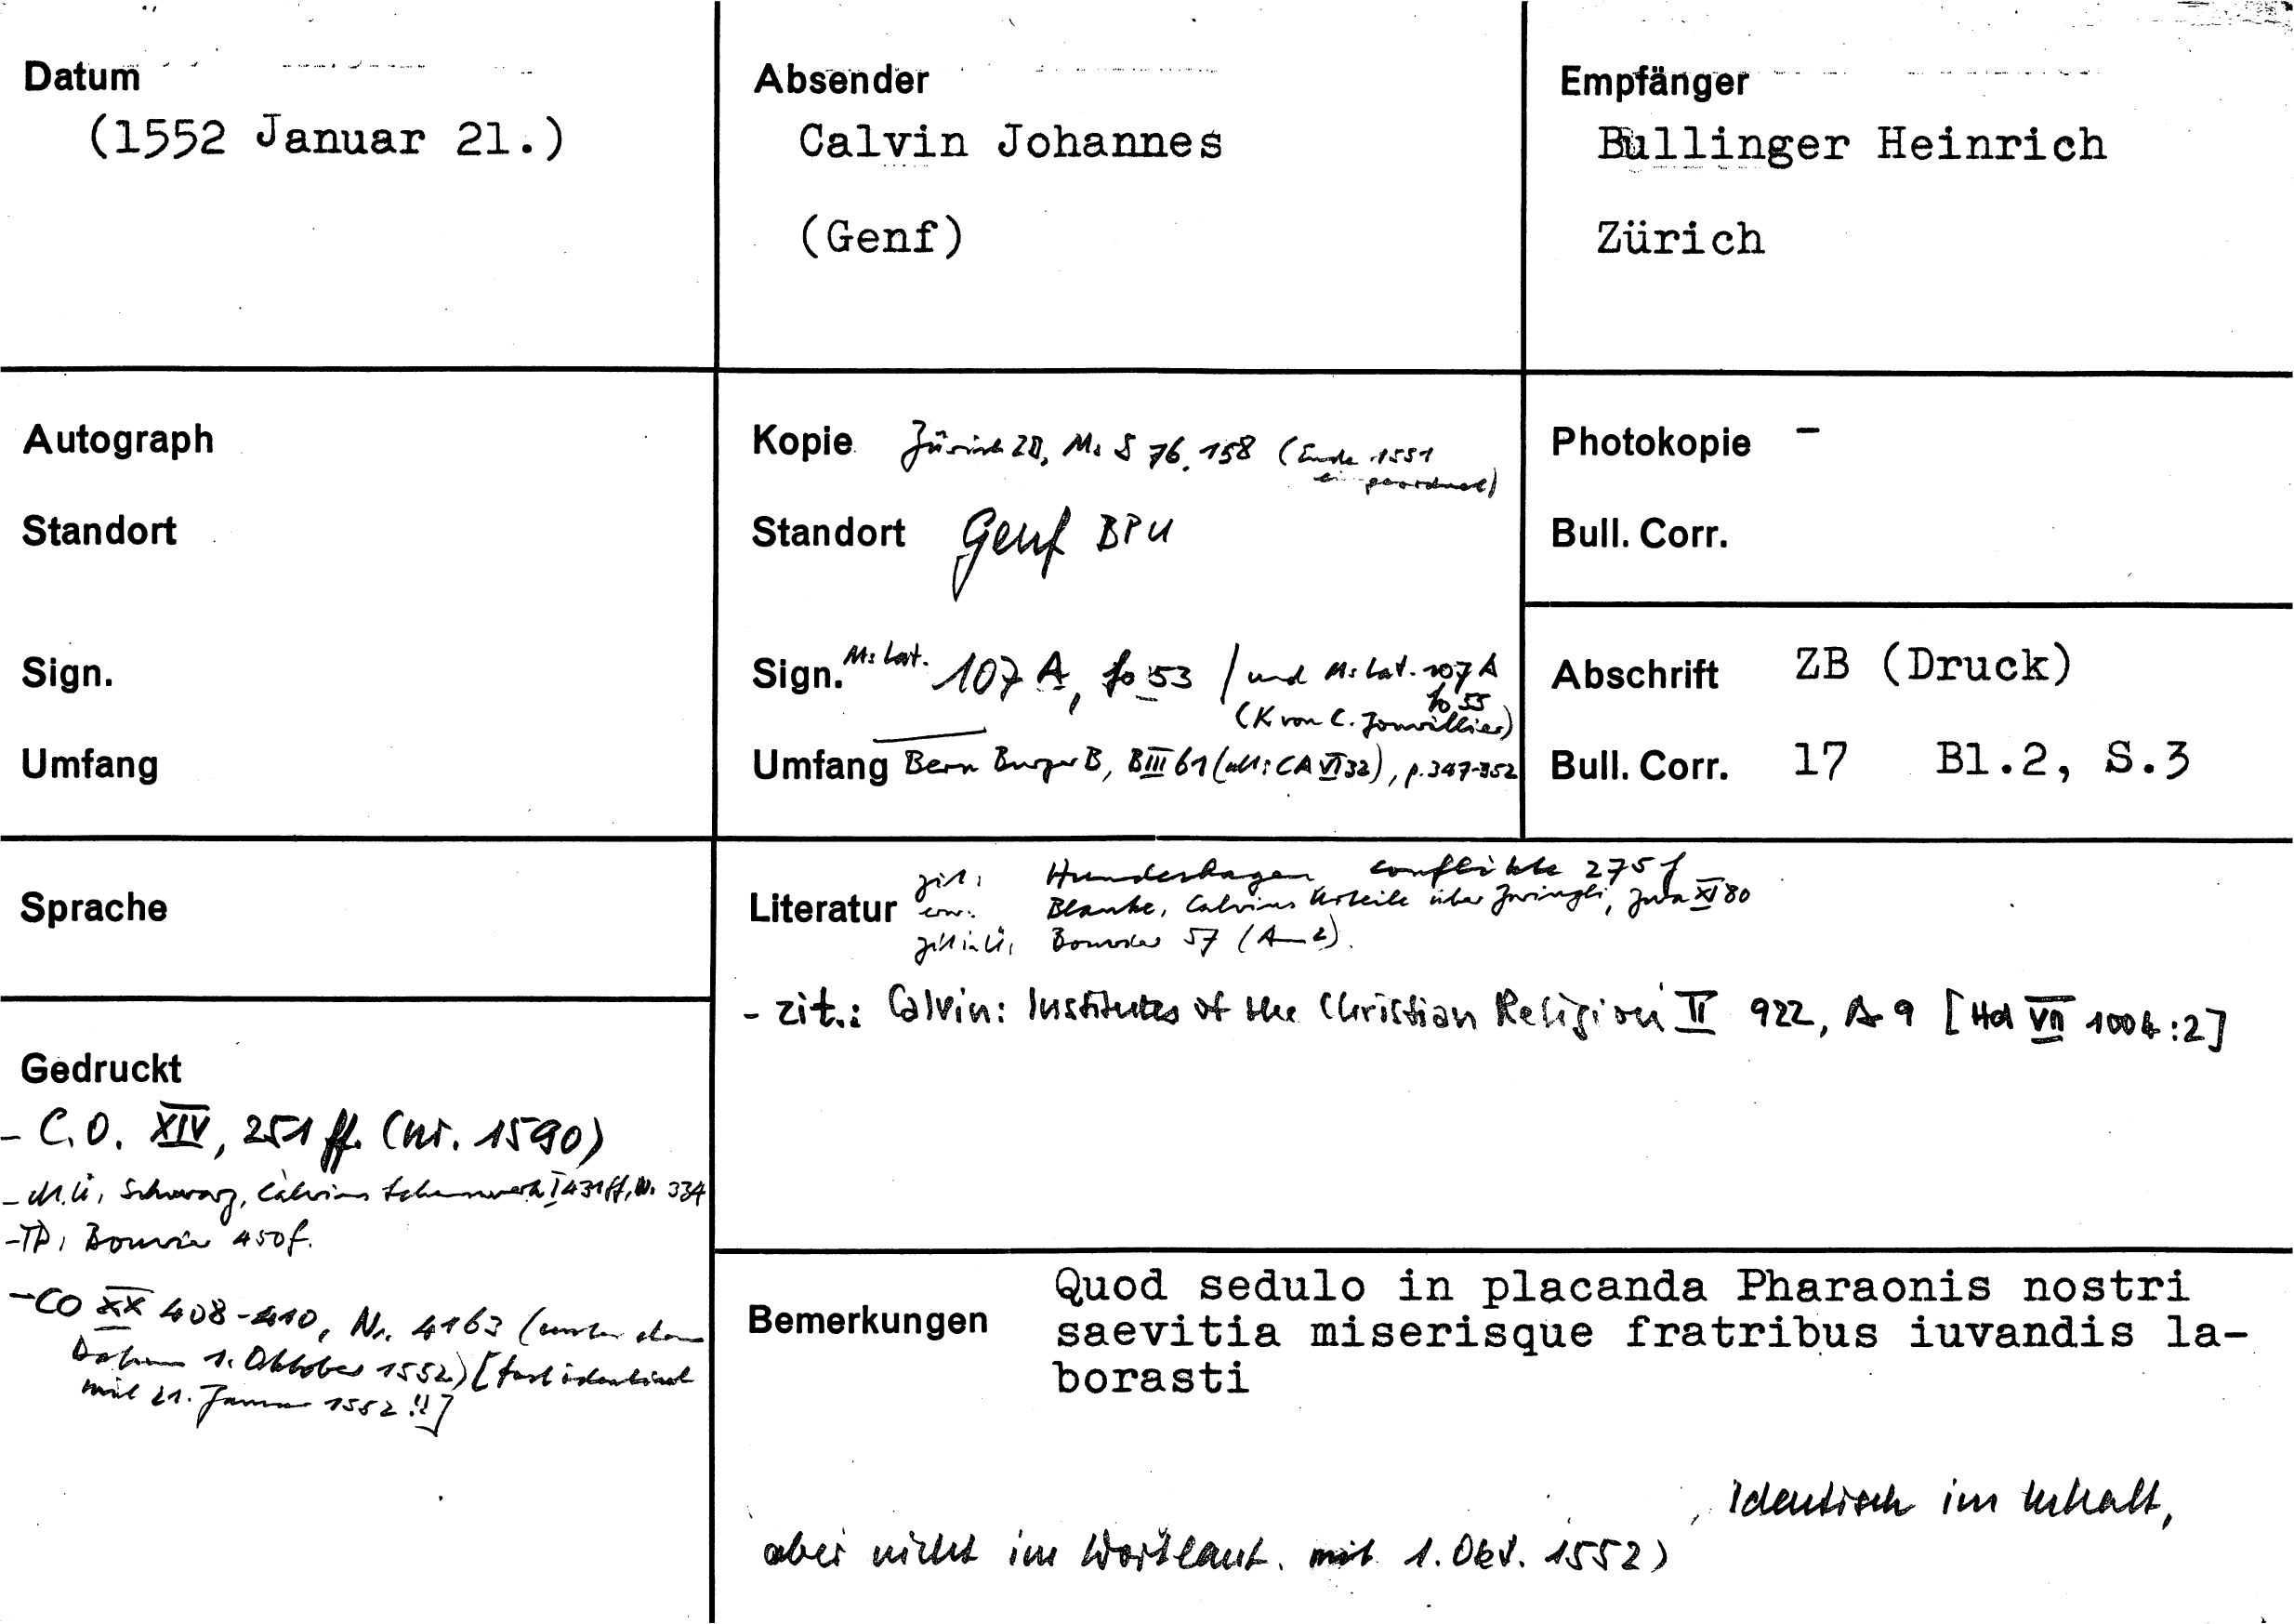 Datum
(1552 Januar 21.)
Absender
Calvin Johannes
(Genf)
Empfänger
Bullinger Heinrich
Zürich
Autograph
Standort
Sign.
Umfang
Kopie Zürich ZB, Ms S 76, 158 (Ende 1551
eingeordnet)
Standort Genf BPU
Sign. Ms lat. 107 A, fo 53 / und Ms lat. 107 A
fo 55
(K von C. Jonvillier)
Umfang Bern BurgerB, B III 61 (alt: CA VI 32), p. 347-352
Photokopie –
Bull. Corr.
Abschrift ZB (Druck)
Bull. Corr. 17 Bl.2, S.3
Sprache
Gedruckt
- C.O. XIV, 251 ff. (Nr. 1590)
- Schwarz, Calvins Lebenswerk I 431 ff, Nr. 334
- Bouvier 450 f.
- CO XX 408-410, Nr. 4163 (unter dem
Datum 1. Oktober 1552) [fast identisch
mit 21. Januar 1552!!]
Literatur zit. Hundeshagen Conflikte 275 f
erw. Blanke, Calvins Urteile über Zwingli, Zwa XI 80
Bouvier 57 (A 2).
- zit.: Calvin: Institutes of the Christian Religion II 922, A 9 [Hd VII 1004:2]
Bemerkungen
Quod sedulo in placanda Pharaonis nostri
saevitia miserisque fratribus iuvandis la-
borasti
identisch im Inhalt,
aber nicht im Wortlaut mit 1. Okt. 1552)